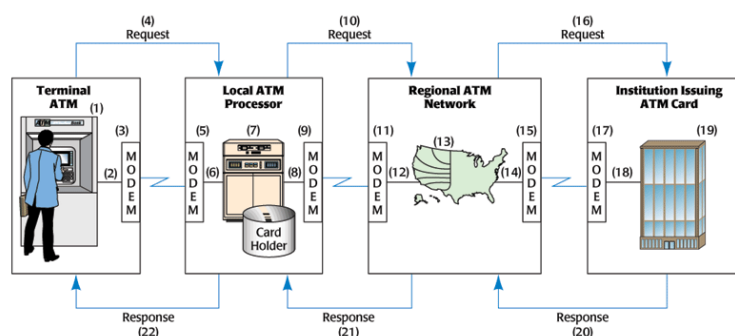 (4)
Request
(10)
Request
(16)
Request
Terminal
ATM
Local ATM
Processor
Regional ATM
Network
Institution Issuing
ATM Card
(1)
(2)
(3)
MODEM
(5)
MODEM
(6)
(7)
(8)
(9)
MODEM
Card
Holder
(11)
MODEM
(12)
(13)
(14)
(15)
MODEM
(17)
MODEM
(18)
(19)
Response
(22)
Response
(21)
Response
(20)